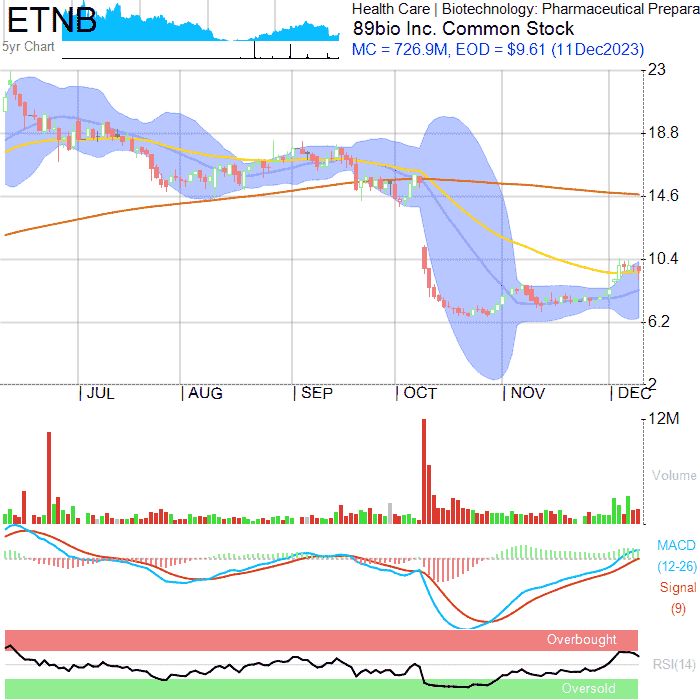 ETNB
Health Care | Biotechnology: Pharmaceutical Prepara
89bio Inc. Common Stock
5yr Chart
MC = 726.9M, EOD = $9.61 (11Dec2023)
23
18.8
14.6
10.4
6.2
2
JUL AUG SEP OCT NOV DEC
12M
Volume
MACD
(12-26)
Signal
(9)
Overbought
RSI(14)
Oversold